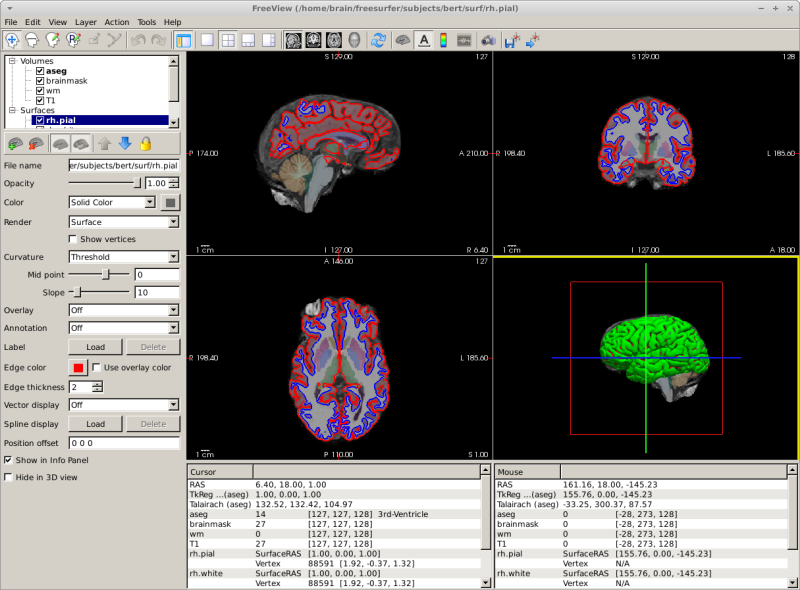 FreeView (/home/brain/freesurfer/subjects/bert/surf/rh.pial)
File Edit View Layer Action Tools Help
Volumes
aseg
brainmask
wm
T1
Surfaces
rh.pial
File name er/subjects/bert/surf/rh.pial
Opacity 1.00
Color Solid Color
Render Surface
Show vertices
Curvature Threshold
Mid point 0
Slope 10
Overlay Off
Annotation Off
Label Load Delete
Edge color Use overlay color
Edge thickness 2
Vector display Off
Spline display Load Delete
Position offset 0 0 0
Show in Info Panel
Hide in 3D view
S 129.00 127
P 174.00 A 210.00
1 cm I 127.00 R 6.40
S 129.00 128
R 198.40 L 185.60
1 cm I 127.00 A 18.00
A 146.00 127
R 198.40 L 185.60
1 cm P 110.00 S 1.00
Cursor
RAS 6.40, 18.00, 1.00
TkReg ...(aseg) 1.00, 0.00, 1.00
Talairach (aseg) 132.52, 132.42, 104.97
aseg 14 [127, 127, 128] 3rd-Ventricle
brainmask 27 [127, 127, 128]
wm 0 [127, 127, 128]
T1 27 [127, 127, 128]
rh.pial SurfaceRAS [1.00, 0.00, 1.00]
Vertex 88591 [1.92, -0.37, 1.32]
rh.white SurfaceRAS [1.00, 0.00, 1.00]
Vertex 88591 [1.92, -0.37, 1.32]
Mouse
RAS 161.16, 18.00, -145.23
TkReg ...(aseg) 155.76, 0.00, -145.23
Talairach (aseg) -33.25, 300.37, 87.57
aseg 0 [-28, 273, 128]
brainmask 0 [-28, 273, 128]
wm 0 [-28, 273, 128]
T1 0 [-28, 273, 128]
rh.pial SurfaceRAS [155.76, 0.00, -145.23]
Vertex N/A
rh.white SurfaceRAS [155.76, 0.00, -145.23]
Vertex N/A